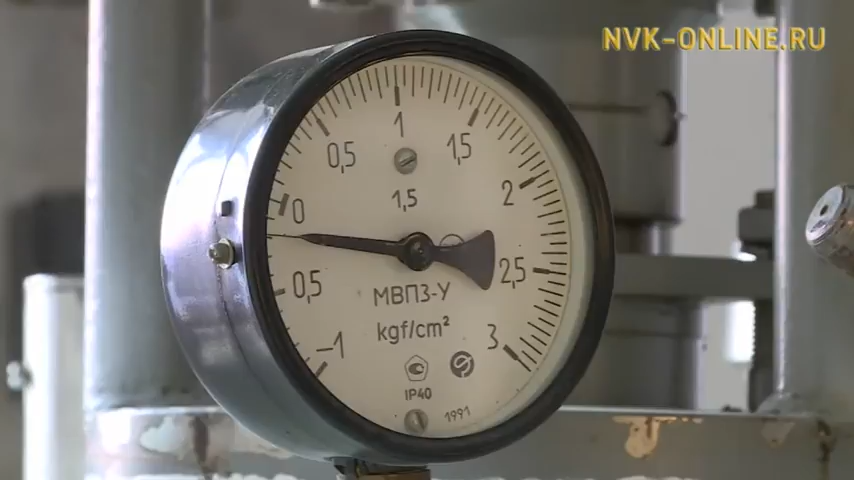 NVK-ONLINE.RU
1
0,5
1,5
0
1,5
2
0,5
2,5
МВП3-У
kgf/cm²
−1
3
IP40
1991